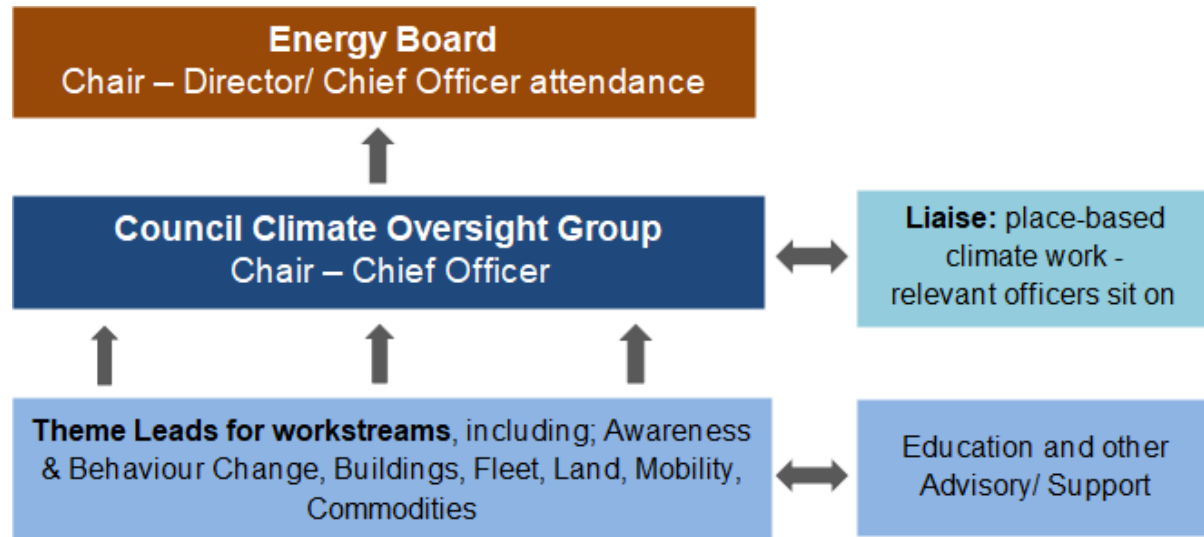 Energy Board
Chair – Director/ Chief Officer attendance
Council Climate Oversight Group
Chair – Chief Officer
Liaise: place-based
climate work -
relevant officers sit on
Theme Leads for workstreams, including; Awareness
& Behaviour Change, Buildings, Fleet, Land, Mobility,
Commodities
Education and other
Advisory/ Support